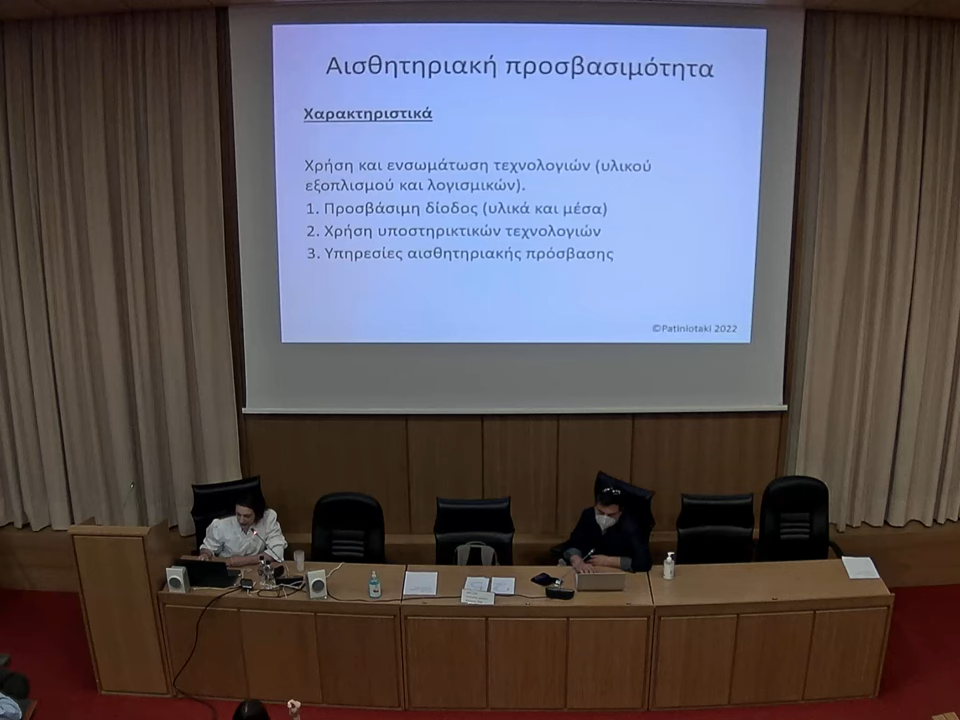 Αισθητηριακή προσβασιμότητα
Χαρακτηριστικά
Χρήση και ενσωμάτωση τεχνολογιών (υλικού
εξοπλισμού και λογισμικών).
1. Προσβάσιμη δίοδος (υλικά και μέσα)
2. Χρήση υποστηρικτικών τεχνολογιών
3. Υπηρεσίες αισθητηριακής πρόσβασης
©Patiniotaki 2022